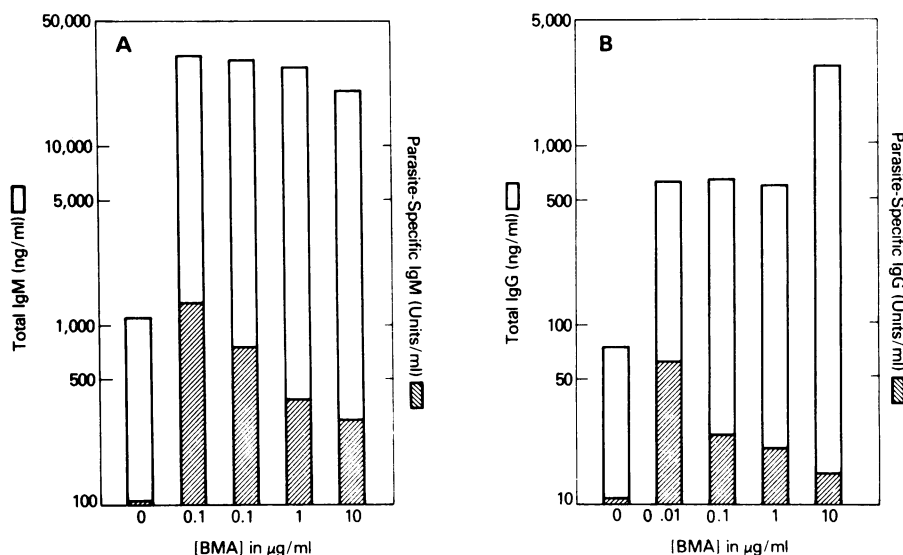 A
50,000
10,000
5,000
1,000
500
100
Total IgM (ng/ml)
Parasite-Specific IgM (Units/ml)
0 0.1 0.1 1 10
[BMA] in µg/ml
B
5,000
1,000
500
100
50
10
Total IgG (ng/ml)
Parasite-Specific IgG (Units/ml)
0 0 .01 0.1 1 10
[BMA] in µg/ml